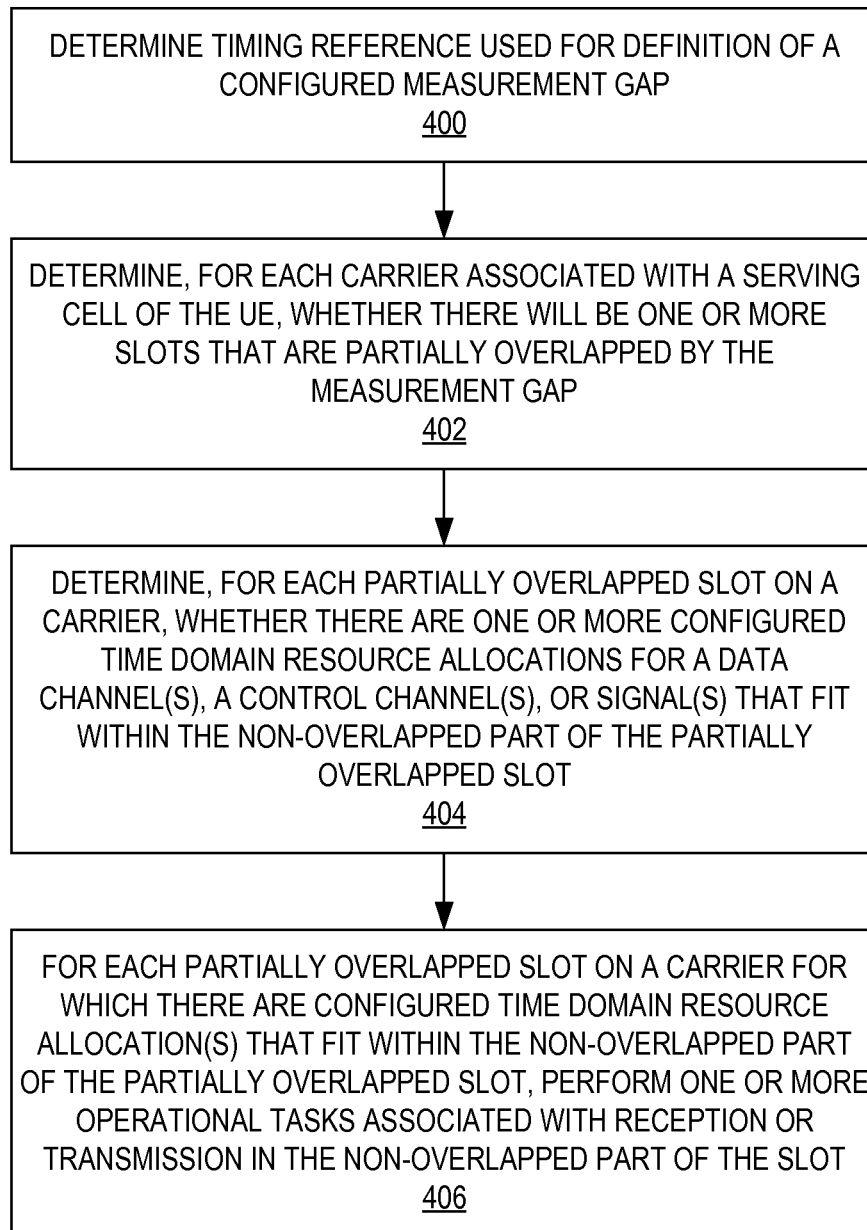 DETERMINE TIMING REFERENCE USED FOR DEFINITION OF A
CONFIGURED MEASUREMENT GAP
400
DETERMINE, FOR EACH CARRIER ASSOCIATED WITH A SERVING
CELL OF THE UE, WHETHER THERE WILL BE ONE OR MORE
SLOTS THAT ARE PARTIALLY OVERLAPPED BY THE
MEASUREMENT GAP
402
DETERMINE, FOR EACH PARTIALLY OVERLAPPED SLOT ON A
CARRIER, WHETHER THERE ARE ONE OR MORE CONFIGURED
TIME DOMAIN RESOURCE ALLOCATIONS FOR A DATA
CHANNEL(S), A CONTROL CHANNEL(S), OR SIGNAL(S) THAT FIT
WITHIN THE NON-OVERLAPPED PART OF THE PARTIALLY
OVERLAPPED SLOT
404
FOR EACH PARTIALLY OVERLAPPED SLOT ON A CARRIER FOR
WHICH THERE ARE CONFIGURED TIME DOMAIN RESOURCE
ALLOCATION(S) THAT FIT WITHIN THE NON-OVERLAPPED PART
OF THE PARTIALLY OVERLAPPED SLOT, PERFORM ONE OR MORE
OPERATIONAL TASKS ASSOCIATED WITH RECEPTION OR
TRANSMISSION IN THE NON-OVERLAPPED PART OF THE SLOT
406